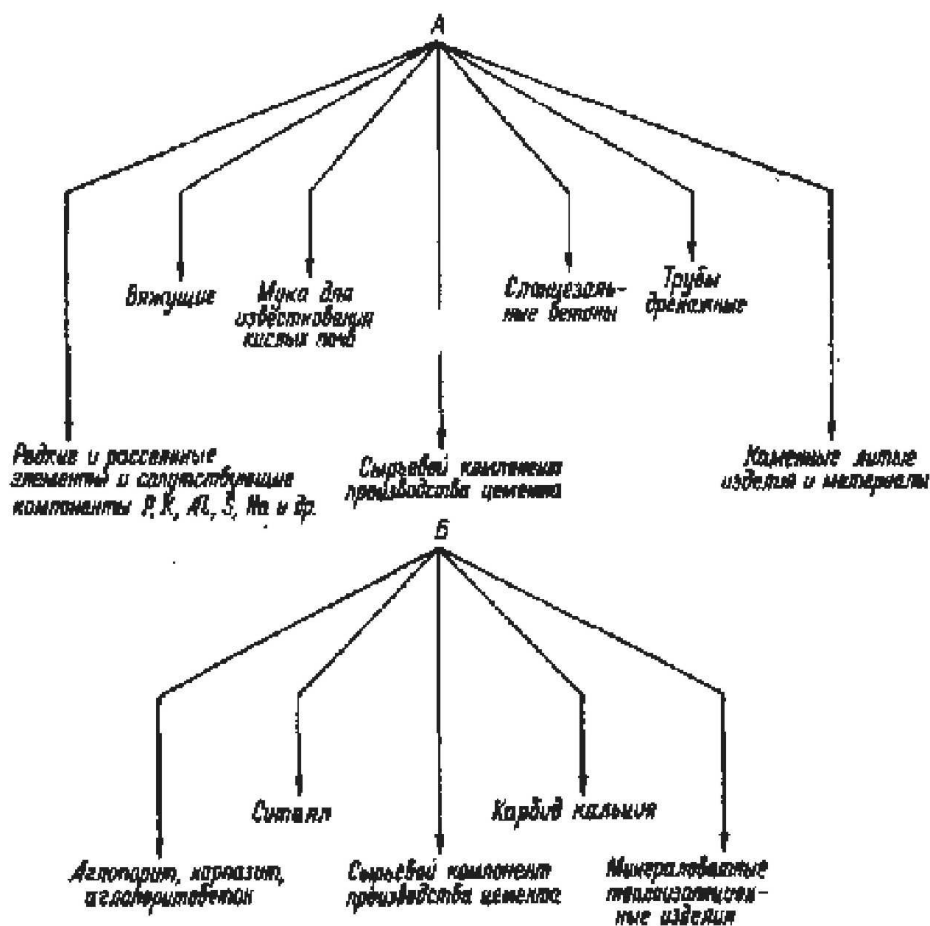 А
Вяжущие
Мука для
известкования
кислых почв
Сланцезоль-
ные бетоны
Трубы
дренажные
Редкие и рассеянные
элементы и сопутствующие
компоненты P, K, Al, S, Na и др.
Сырьевой компонент
производства цемента
Каменные литые
изделия и материалы
Б
Ситалл
Карбид кальция
Аглопорит,
аглопоритобетон
Сырьевой компонент
производства цемента
Минераловатные
теплоизоляцион-
ные изделия